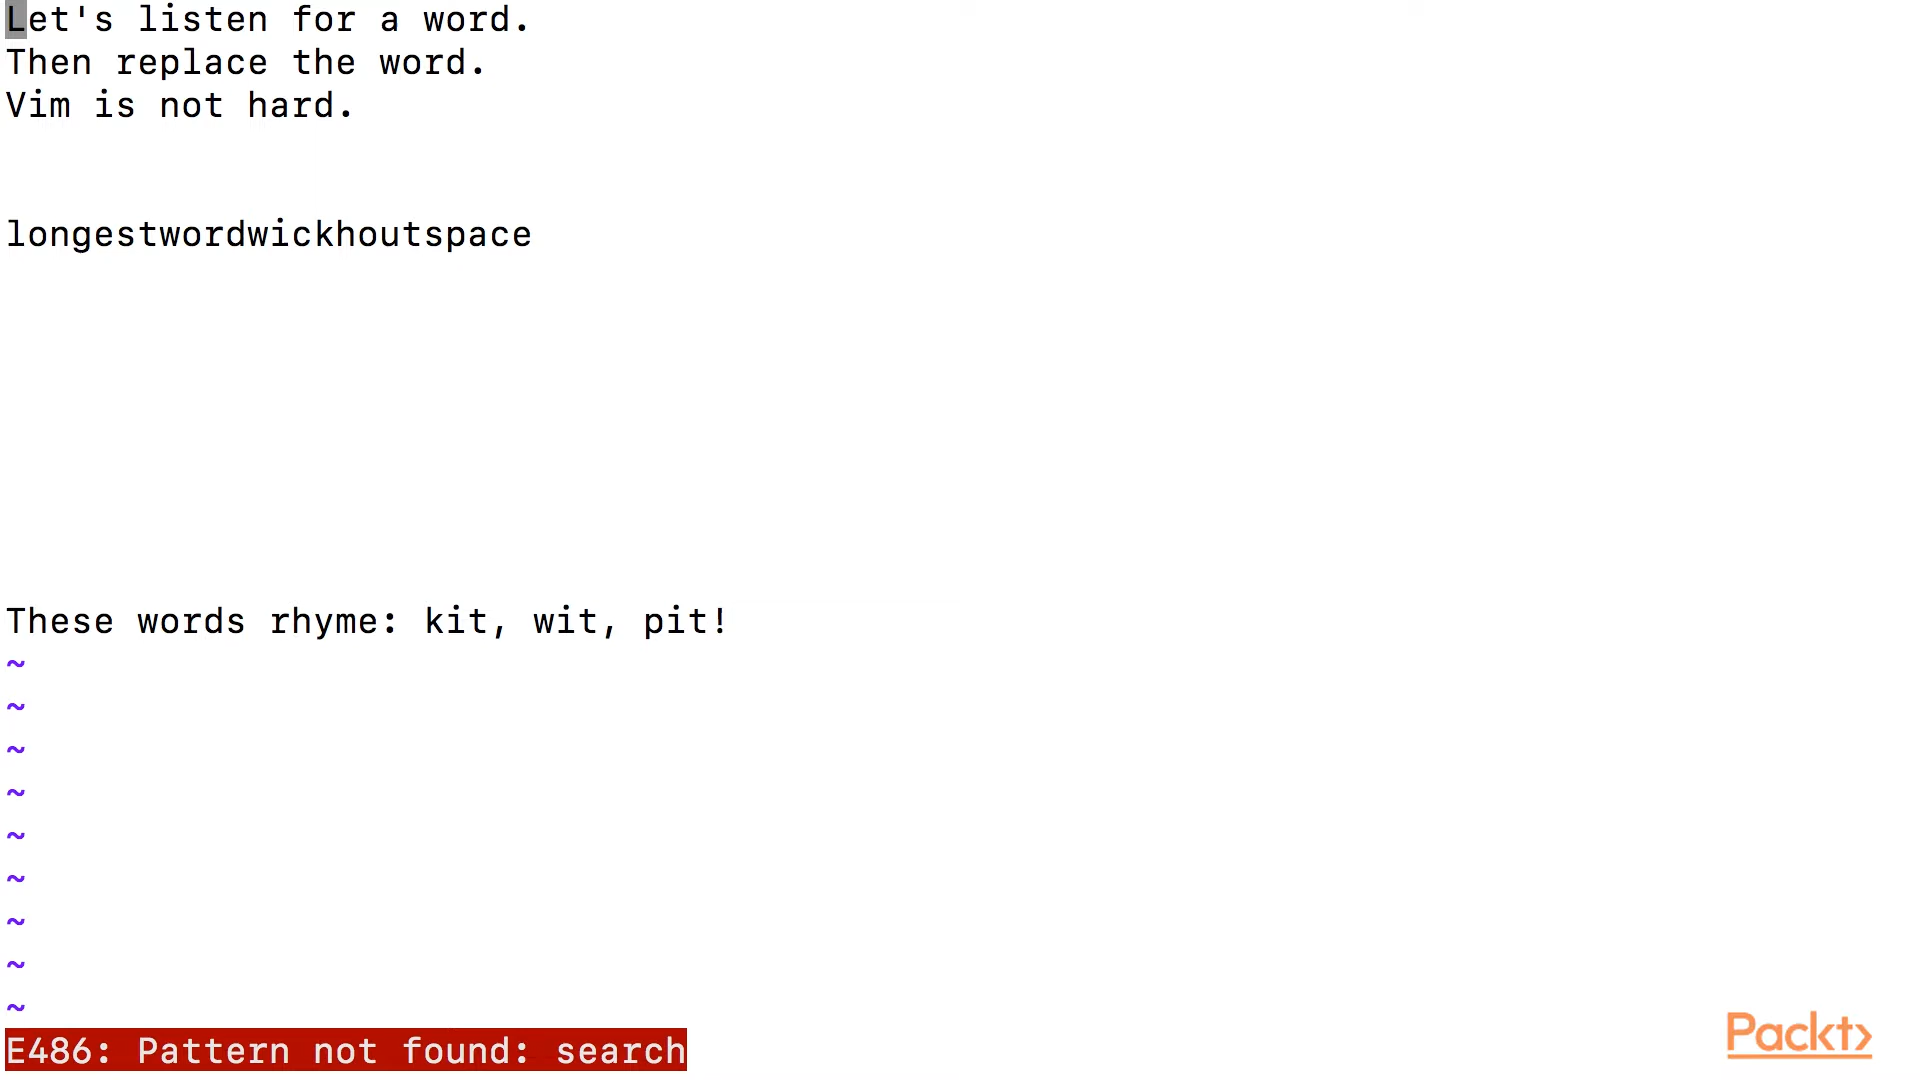 Let's listen for a word.
Then replace the word.
Vim is not hard.
longestwordwickhoutspace
These words rhyme: kit, wit, pit!
~
~
~
~
~
~
~
~
~
E486: Pattern not found: search
Packt>